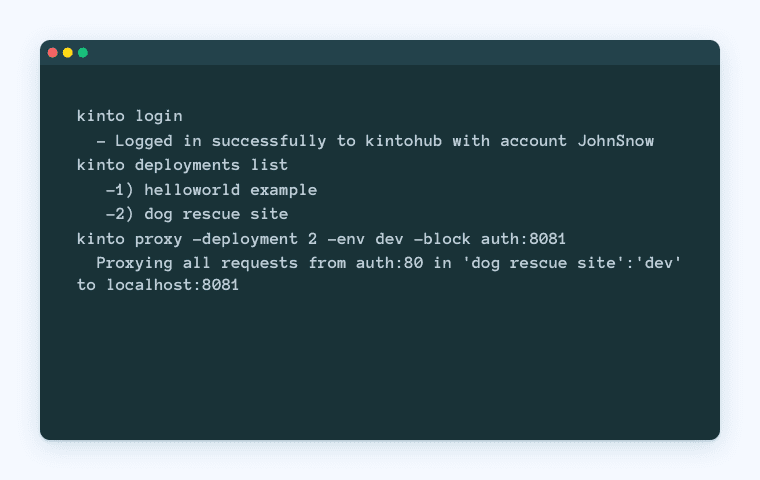 kinto login
- Logged in successfully to kintohub with account JohnSnow
kinto deployments list
-1) helloworld example
-2) dog rescue site
kinto proxy -deployment 2 -env dev -block auth:8081
Proxying all requests from auth:80 in 'dog rescue site':'dev'
to localhost:8081